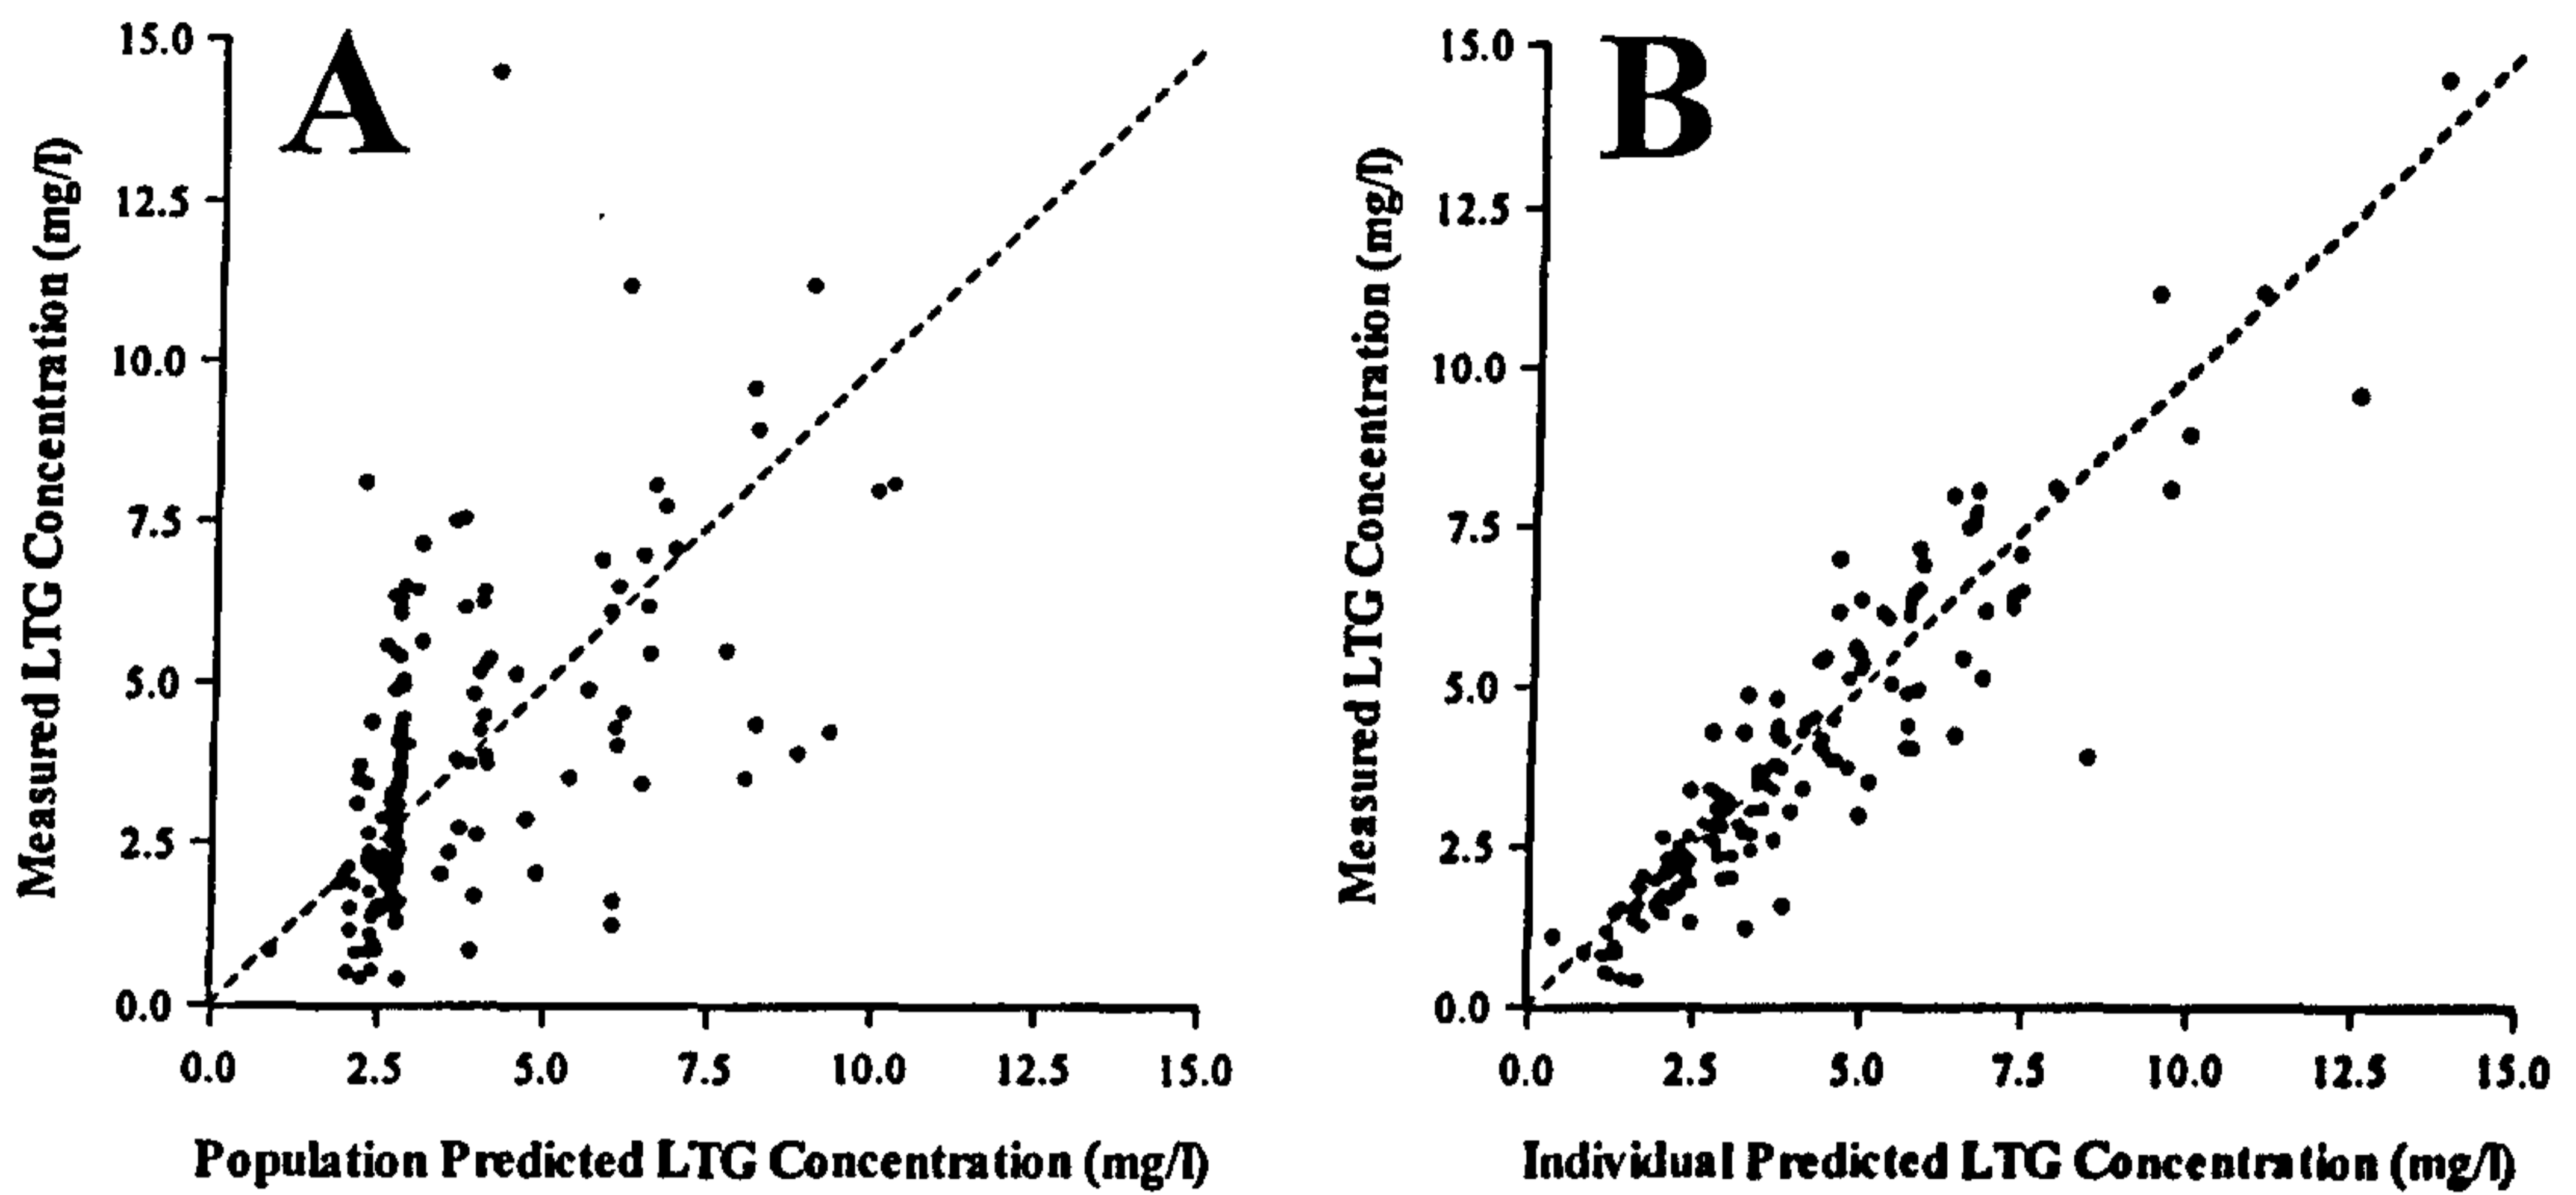 A
15.0
12.5
10.0
7.5
5.0
2.5
0.0
Measured LTG Concentration (mg/l)
0.0 2.5 5.0 7.5 10.0 12.5 15.0
Population Predicted LTG Concentration (mg/l)
B
15.0
12.5
10.0
7.5
5.0
2.5
0.0
Measured LTG Concentration (mg/l)
0.0 2.5 5.0 7.5 10.0 12.5 15.0
Individual Predicted LTG Concentration (mg/l)